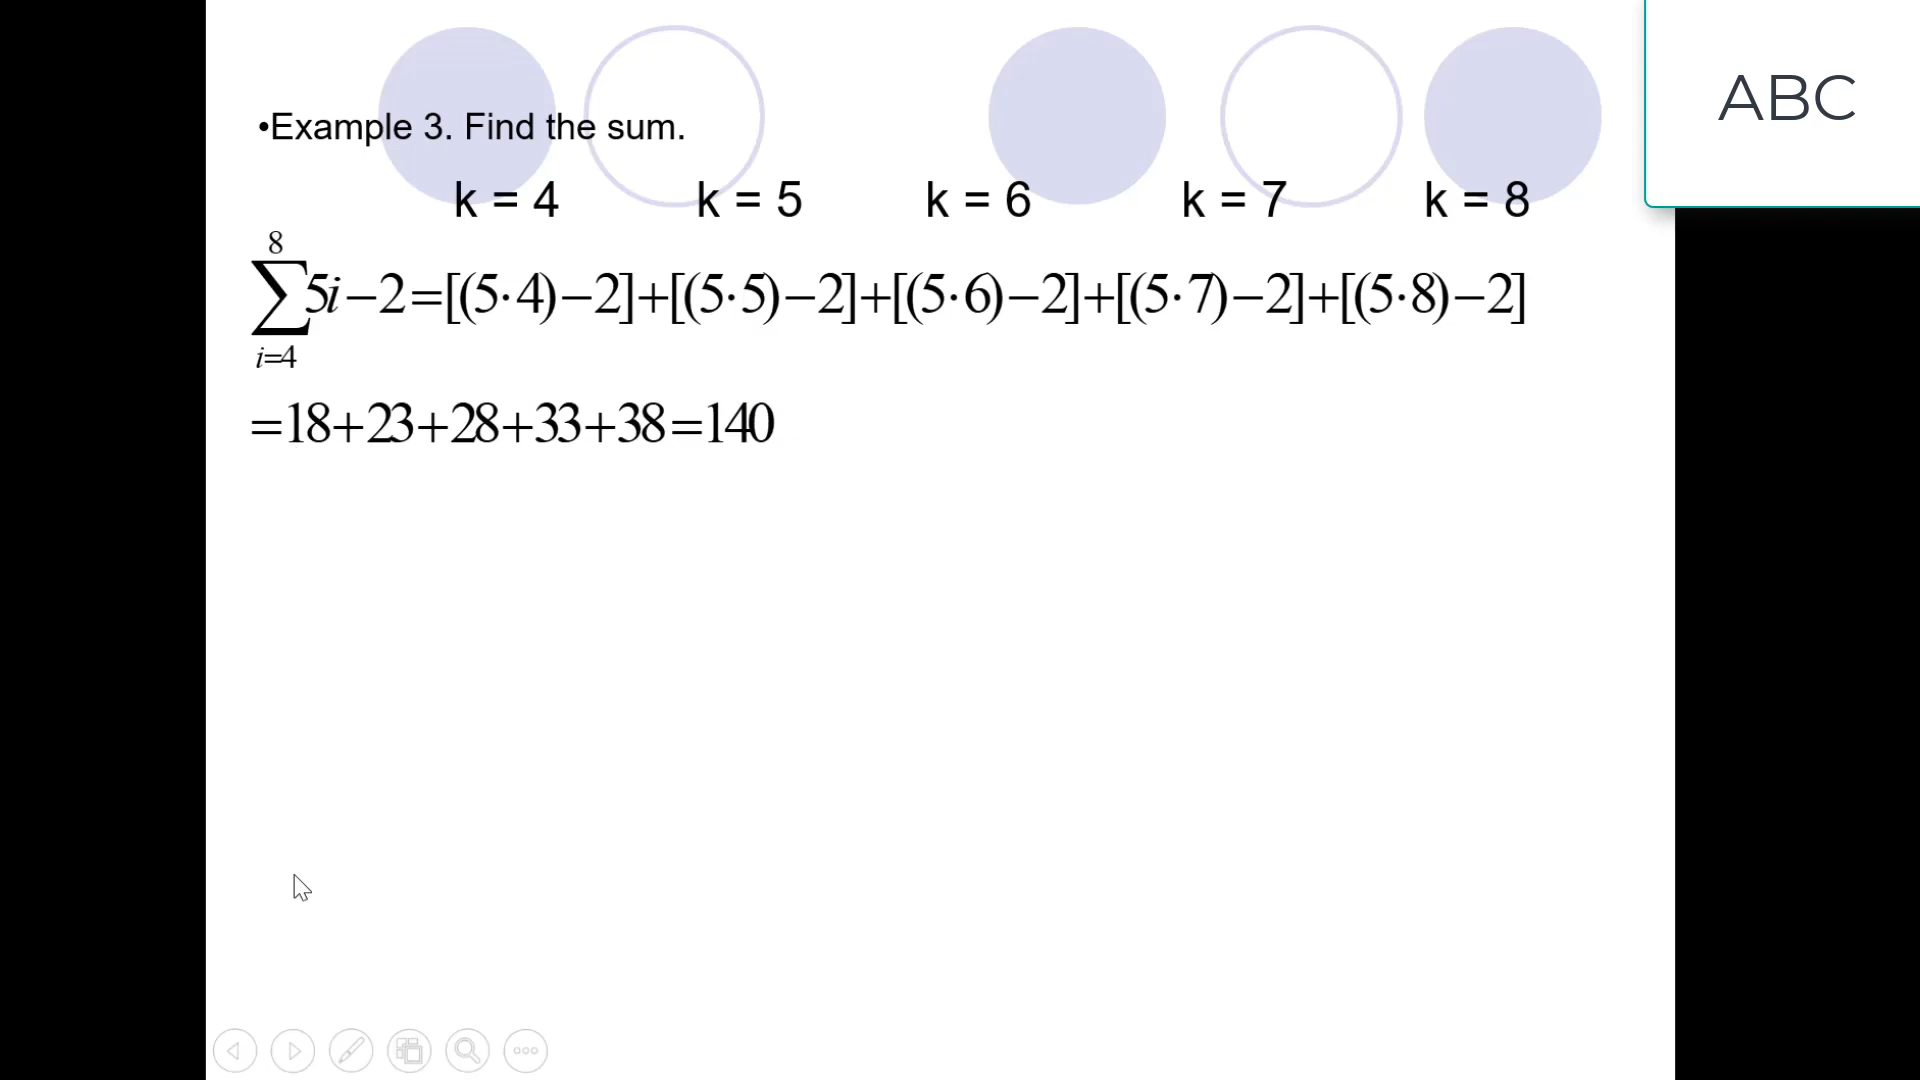 •Example 3. Find the sum.
ABC
k = 4 k = 5 k = 6 k = 7 k = 8
8
∑5i−2=[(5·4)−2]+[(5·5)−2]+[(5·6)−2]+[(5·7)−2]+[(5·8)−2]
i=4
=18+23+28+33+38=140